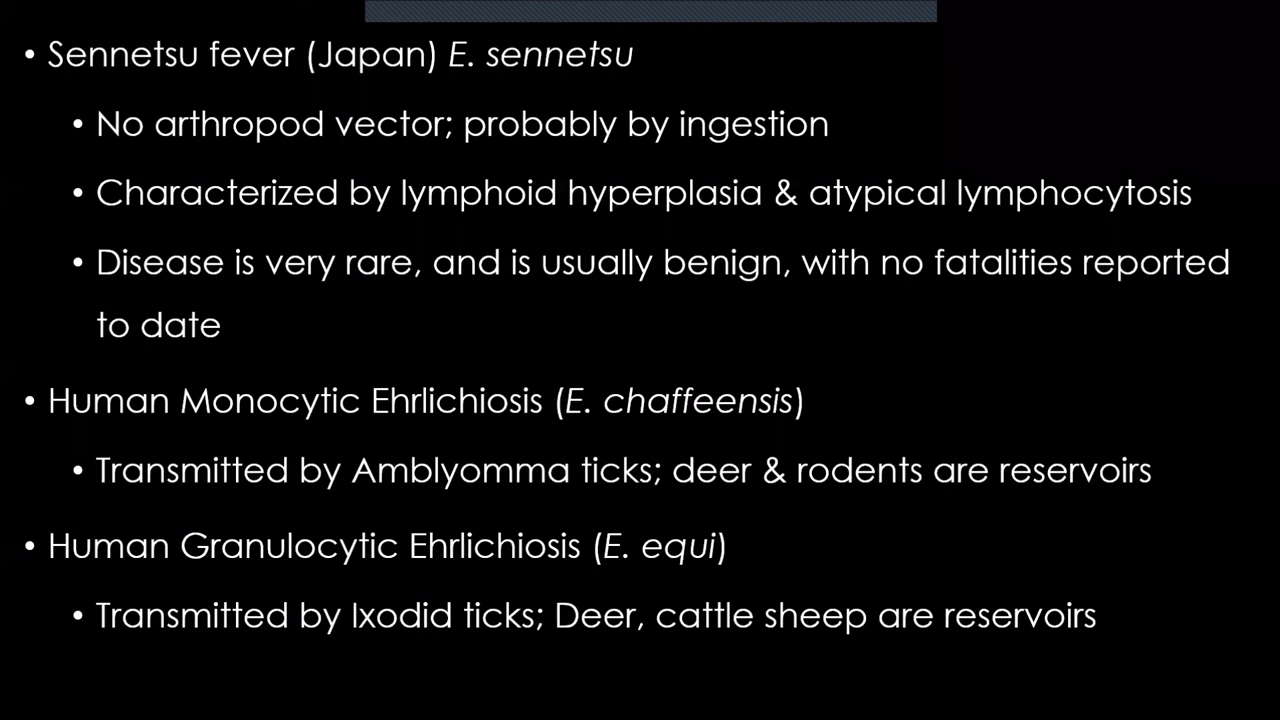 • Sennetsu fever (Japan) E. sennetsu
• No arthropod vector; probably by ingestion
• Characterized by lymphoid hyperplasia & atypical lymphocytosis
• Disease is very rare, and is usually benign, with no fatalities reported
to date
• Human Monocytic Ehrlichiosis (E. chaffeensis)
• Transmitted by Amblyomma ticks; deer & rodents are reservoirs
• Human Granulocytic Ehrlichiosis (E. equi)
• Transmitted by Ixodid ticks; Deer, cattle sheep are reservoirs